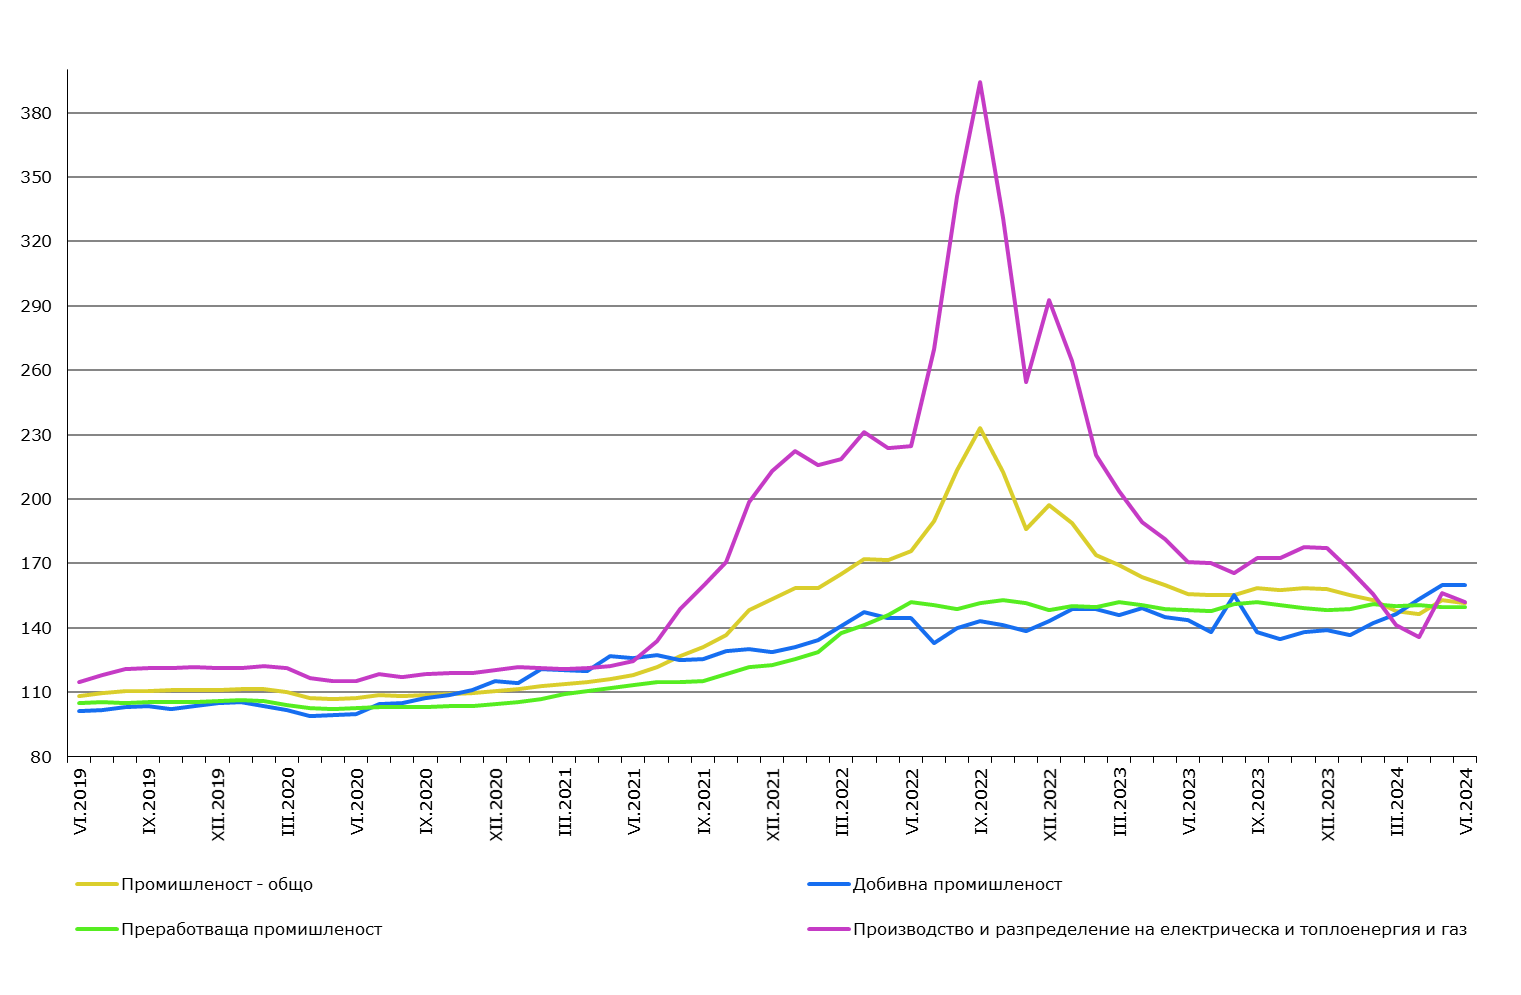 380
350
320
290
260
230
200
170
140
110
80
VI.2019
IX.2019
XII.2019
III.2020
VI.2020
IX.2020
XII.2020
III.2021
VI.2021
IX.2021
XII.2021
III.2022
VI.2022
IX.2022
XII.2022
III.2023
VI.2023
IX.2023
XII.2023
III.2024
VI.2024
Промишленост - общо
Добивна промишленост
Преработваща промишленост
Производство и разпределение на електрическа и топлоенергия и газ